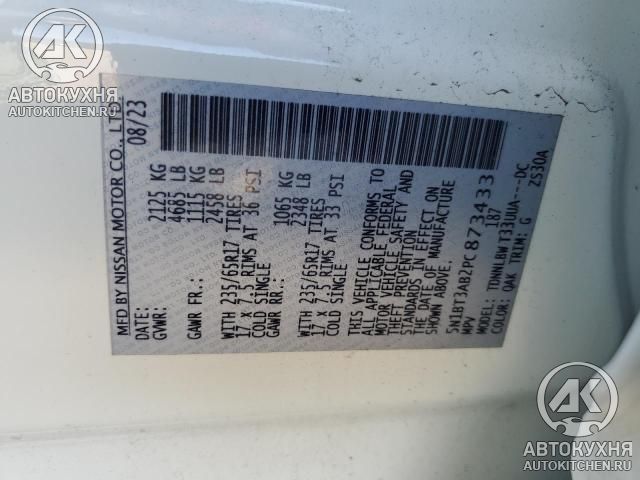 АВТОКУХНЯ
AUTOKITCHEN.RU
MFD BY NISSAN MOTOR CO., LTD.
DATE: 08/23
GVWR: 2125 KG
4685 LB
GAWR FR.: 1115 KG
2458 LB
WITH 235/65R17 TIRES
17 X 7.5 RIMS AT 36 PSI
COLD SINGLE
GAWR RR.: 1065 KG
2348 LB
WITH 235/65R17 TIRES
17 X 7.5 RIMS AT 33 PSI
COLD SINGLE
THIS VEHICLE CONFORMS TO
ALL APPLICABLE FEDERAL
MOTOR VEHICLE SAFETY AND
THEFT PREVENTION
STANDARDS IN EFFECT ON
THE DATE OF MANUFACTURE
SHOWN ABOVE.
5N1BT3AB2PC873433
MPV 187
MODEL: TBNNLBWT33UUA---DC
COLOR: QAK TRIM: G ZS30A
AK
АВТОКУХНЯ
AUTOKITCHEN.RU